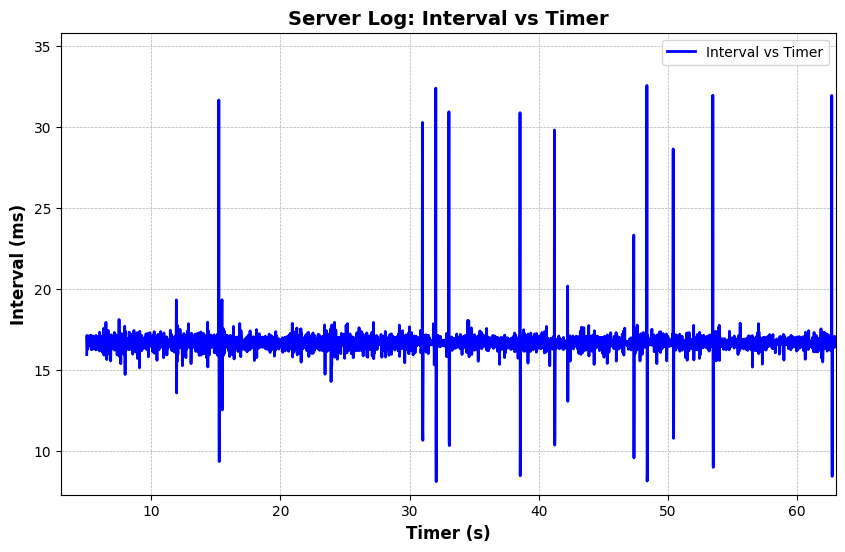 Server Log: Interval vs Timer
Interval vs Timer
35
30
25
20
15
10
Interval (ms)
10 20 30 40 50 60
Timer (s)